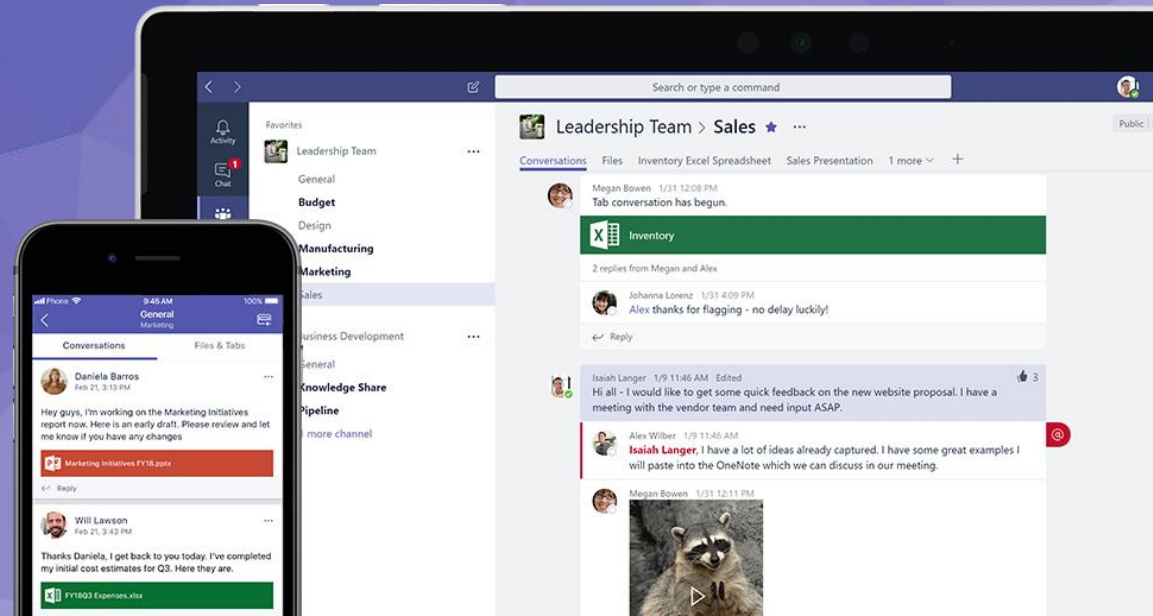 Search or type a command
Activity
Chat
1
Favorites
Leadership Team
...
General
Budget
Design
Manufacturing
Marketing
Sales
Business Development
...
General
Knowledge Share
Pipeline
1 more channel
Leadership Team > Sales ...
Public
Conversations Files Inventory Excel Spreadsheet Sales Presentation 1 more +
Megan Bowen 1/31 12:08 PM
Tab conversation has begun.
Inventory
2 replies from Megan and Alex
Johanna Lorenz 1/31 4:09 PM
Alex thanks for flagging - no delay luckily!
Reply
Isaiah Langer 1/9 11:46 AM Edited
3
Hi all - I would like to get some quick feedback on the new website proposal. I have a
meeting with the vendor team and need input ASAP.
Alex Wilber 1/9 11:46 AM
@
Isaiah Langer, I have a lot of ideas already captured. I have some great examples I
will paste into the OneNote which we can discuss in our meeting.
Megan Bowen 1/31 12:11 PM
Phone 9:45 AM 100%
General
Marketing
Conversations Files & Tabs
Daniela Barros
...
Feb 21, 3:13 PM
Hey guys, I'm working on the Marketing Initiatives
report now. Here is an early draft. Please review and let
me know if you have any changes
Marketing Initiatives FY18.pptx
Reply
Will Lawson
...
Feb 21, 3:43 PM
Thanks Daniela, I get back to you today. I've completed
my initial cost estimates for Q3. Here they are.
FY18Q3 Expenses.xlsx